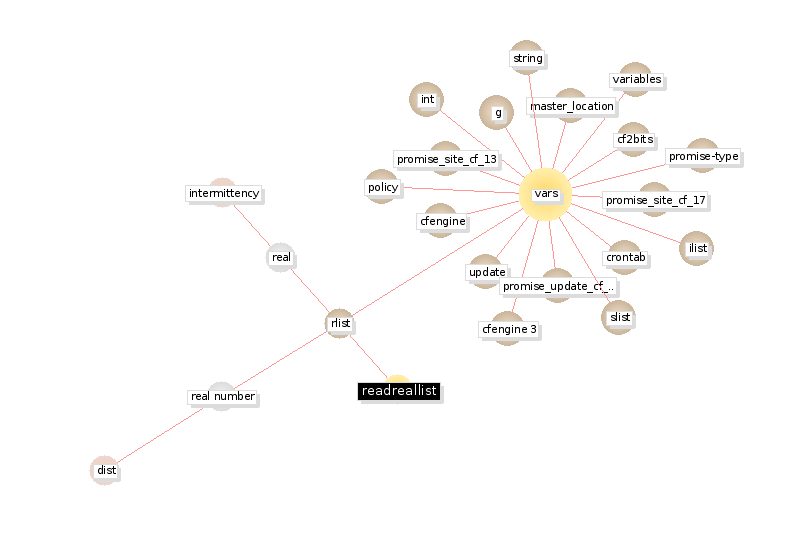 string
variables
int
master_location
g
cf2bits
promise-type
promise_site_cf_13
policy
intermittency
vars
promise_site_cf_17
cfengine
ilist
crontab
real
update
promise_update_cf_..
slist
rlist
cfengine 3
readreallist
real number
dist